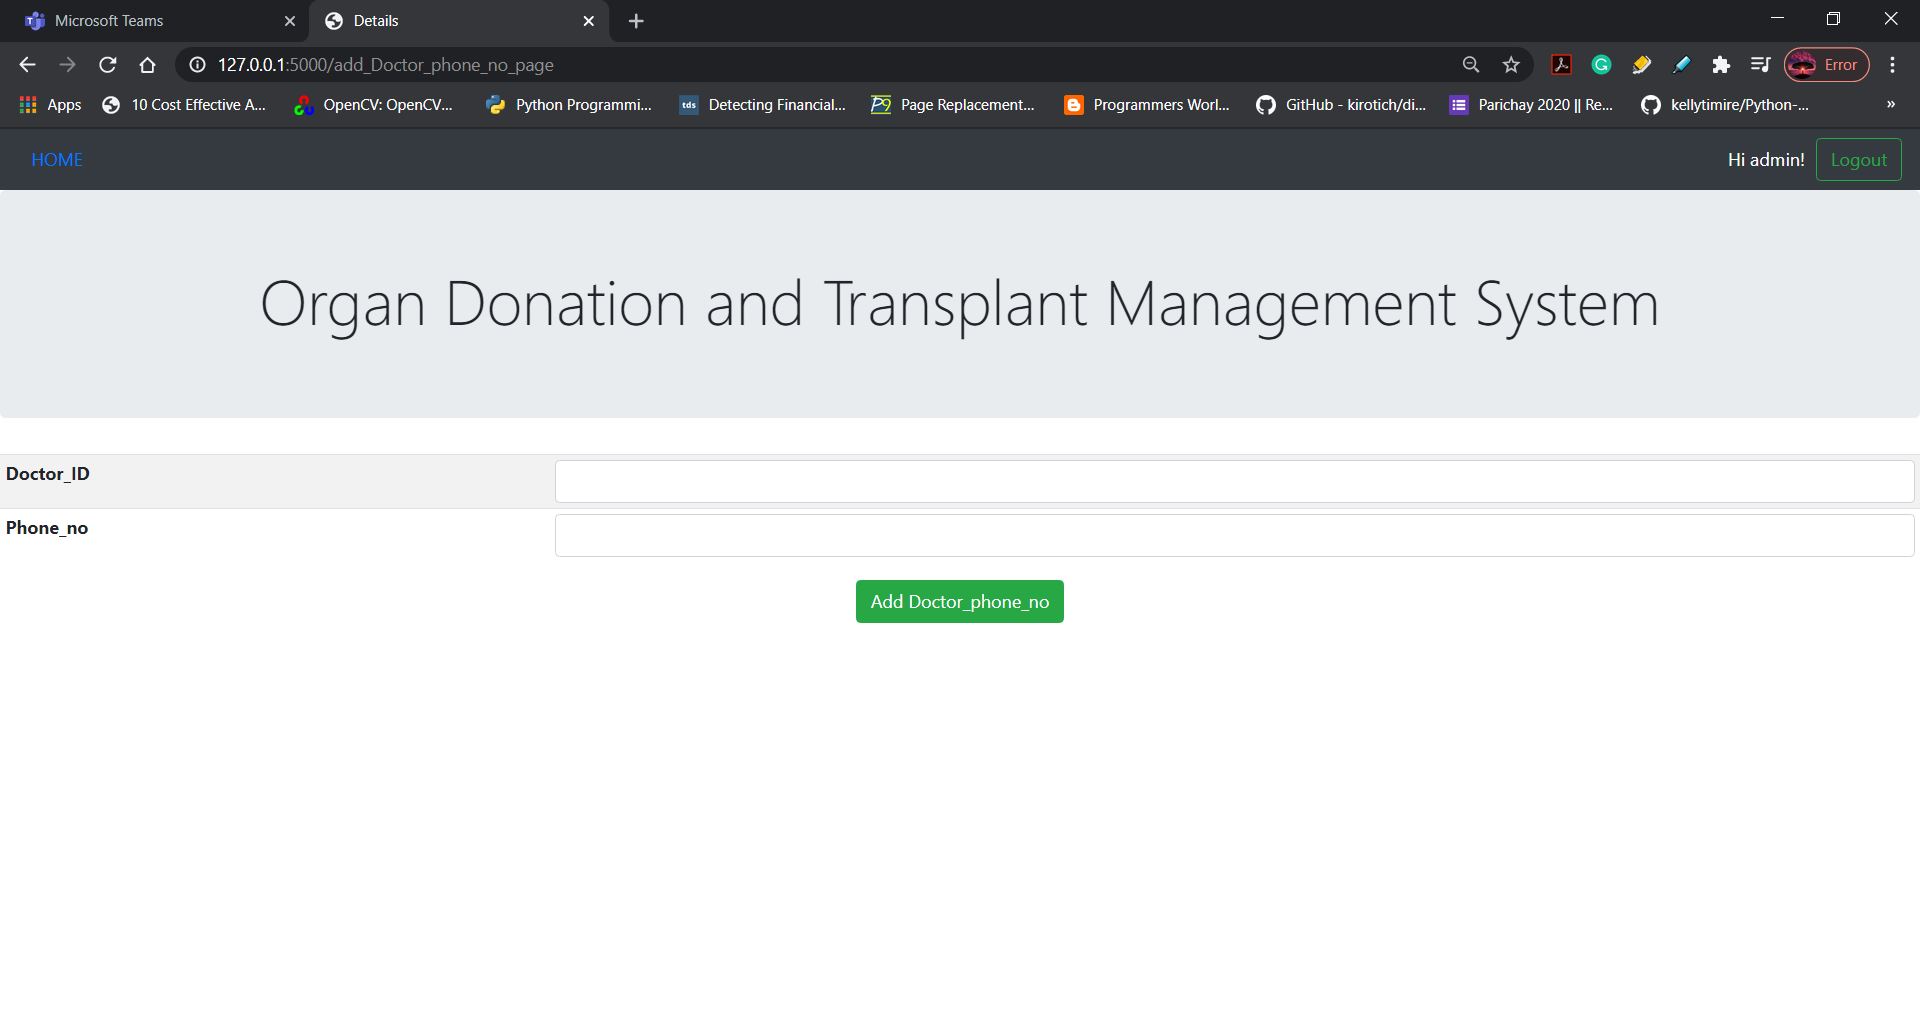 Microsoft Teams
Details
127.0.0.1:5000/add_Doctor_phone_no_page
Error
Apps
10 Cost Effective A...
OpenCV: OpenCV...
Python Programmi...
tds
Detecting Financial...
Page Replacement...
Programmers Worl...
GitHub - kirotich/di...
Parichay 2020 || Re...
kellytimire/Python-...
»
HOME
Hi admin!
Logout
Organ Donation and Transplant Management System
Doctor_ID
Phone_no
Add Doctor_phone_no